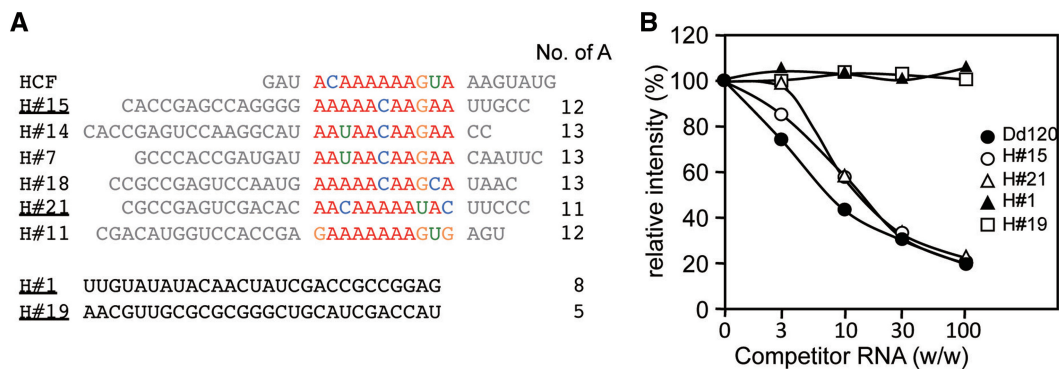 A
No. of A
HCF GAU ACAAAAAAGUA AAGUAUG
H#15 CACCGAGCCAGGGG AAAAACAAGAA UUGCC 12
H#14 CACCGAGUCCAAGGCAU AAUAACAAGAA CC 13
H#7 GCCCACCGAUGAU AAUAACAAGAA CAAUUC 13
H#18 CCGCCGAGUCCAAUG AAAAACAAGCA UAAC 13
H#21 CGCCGAGUCGACAC AACAAAAAUAC UUCCC 11
H#11 CGACAUGGUCCACCGA GAAAAAAAGUG AGU 12
H#1 UUGUAUAUACAACUAUCGACCGCCGGAG 8
H#19 AACGUUGCGCGCGGGCUGCAUCGACCAU 5
B
relative intensity (%)
120
100
80
60
40
20
0
0 3 10 30 100
Competitor RNA (w/w)
Dd120
H#15
H#21
H#1
H#19